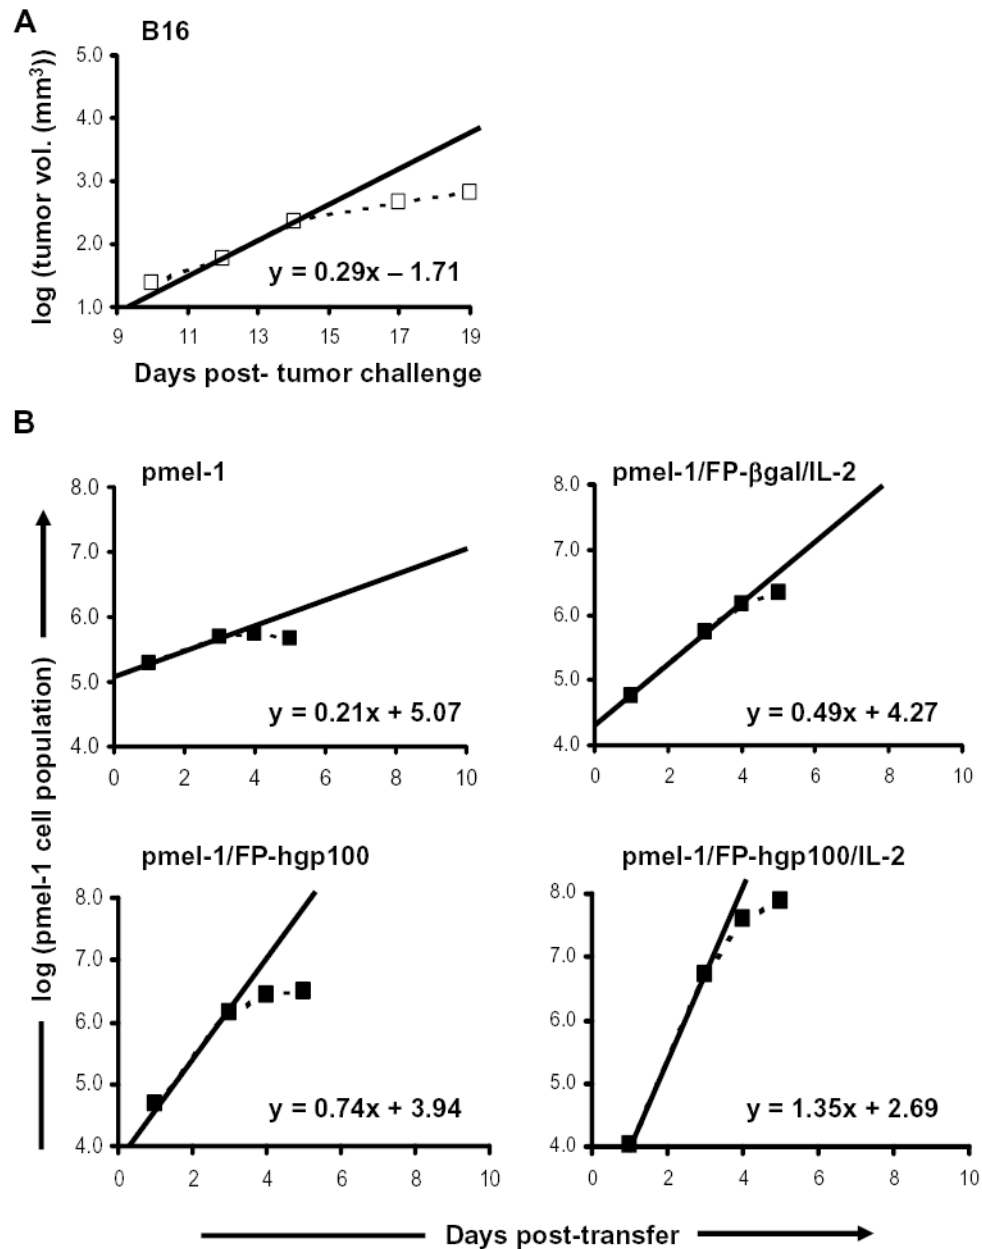 A
B16
log (tumor vol. (mm³))
5.0
4.0
3.0
2.0
1.0
y = 0.29x – 1.71
9 11 13 15 17 19
Days post- tumor challenge
B
log (pmel-1 cell population)
pmel-1
8.0
7.0
6.0
5.0
4.0
y = 0.21x + 5.07
0 2 4 6 8 10
pmel-1/FP-βgal/IL-2
8.0
7.0
6.0
5.0
4.0
y = 0.49x + 4.27
0 2 4 6 8 10
pmel-1/FP-hgp100
8.0
7.0
6.0
5.0
4.0
y = 0.74x + 3.94
0 2 4 6 8 10
pmel-1/FP-hgp100/IL-2
8.0
7.0
6.0
5.0
4.0
y = 1.35x + 2.69
0 2 4 6 8 10
Days post-transfer